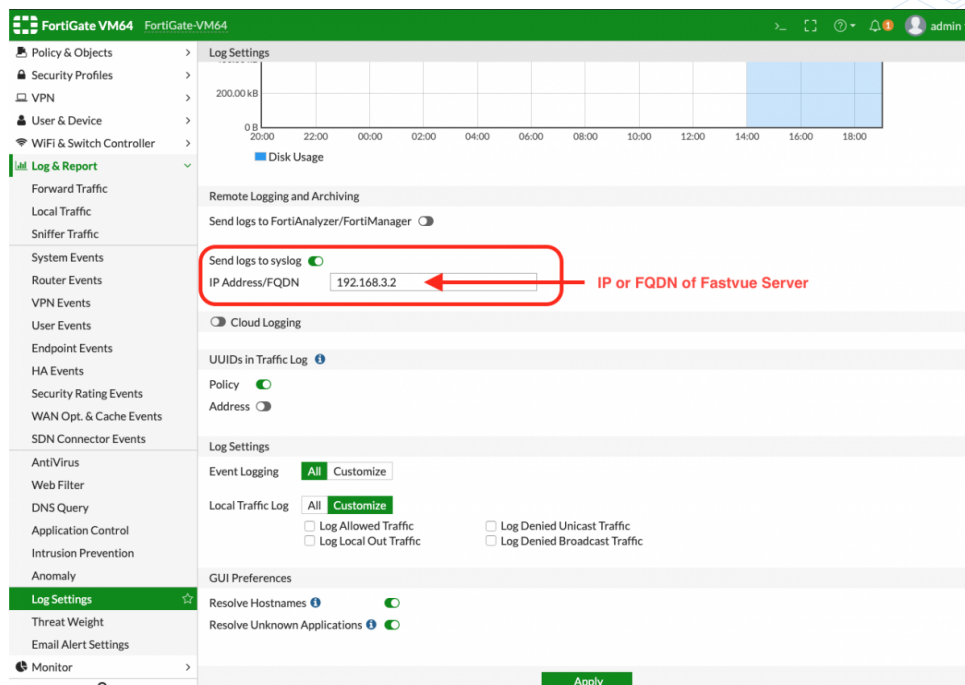 FortiGate VM64 FortiGate-VM64 >_ 1 admin
Policy & Objects
Security Profiles
VPN
User & Device
WiFi & Switch Controller
Log & Report
Forward Traffic
Local Traffic
Sniffer Traffic
System Events
Router Events
VPN Events
User Events
Endpoint Events
HA Events
Security Rating Events
WAN Opt. & Cache Events
SDN Connector Events
AntiVirus
Web Filter
DNS Query
Application Control
Intrusion Prevention
Anomaly
Log Settings
Threat Weight
Email Alert Settings
Monitor
Log Settings
200.00 kB
0 B
20:00 22:00 00:00 02:00 04:00 06:00 08:00 10:00 12:00 14:00 16:00 18:00
Disk Usage
Remote Logging and Archiving
Send logs to FortiAnalyzer/FortiManager
Send logs to syslog
IP Address/FQDN 192.168.3.2 IP or FQDN of Fastvue Server
Cloud Logging
UUIDs in Traffic Log
Policy
Address
Log Settings
Event Logging All Customize
Local Traffic Log All Customize
Log Allowed Traffic Log Denied Unicast Traffic
Log Local Out Traffic Log Denied Broadcast Traffic
GUI Preferences
Resolve Hostnames
Resolve Unknown Applications
Apply